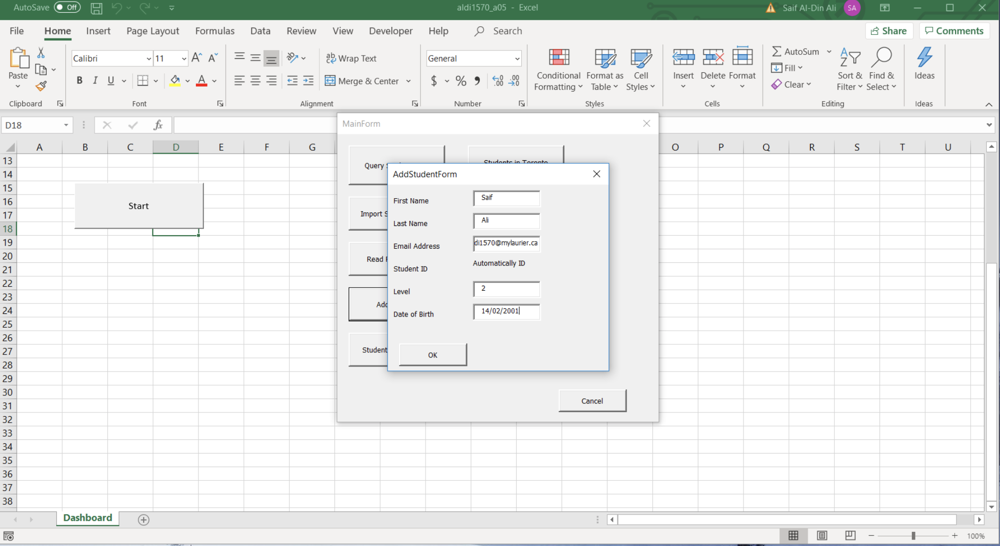 AutoSave Off
aldi1570_a05 - Excel
Saif Al-Din Ali SA
File Home Insert Page Layout Formulas Data Review View Developer Help Search Share Comments
Calibri 11 A A
Wrap Text
General
AutoSum
Fill
Clear
Paste
B I U A
Merge & Center
$ % ,
Conditional Formatting
Format as Table
Cell Styles
Insert Delete Format
Sort & Filter
Find & Select
Ideas
Clipboard Font Alignment Number Styles Cells Editing Ideas
D18 fx
MainForm
A B C D E F G O P Q R S T U
13
14
15
16
17
18
19
20
21
22
23
24
25
26
27
28
29
30
31
32
33
34
35
36
37
38
Start
Query
Students in Toronto
Import S
Read
Add
Student
Cancel
AddStudentForm
First Name Saif
Last Name Ali
Email Address di1570@mylaurier.ca
Student ID Automatically ID
Level 2
Date of Birth 14/02/2001
OK
Dashboard
100%